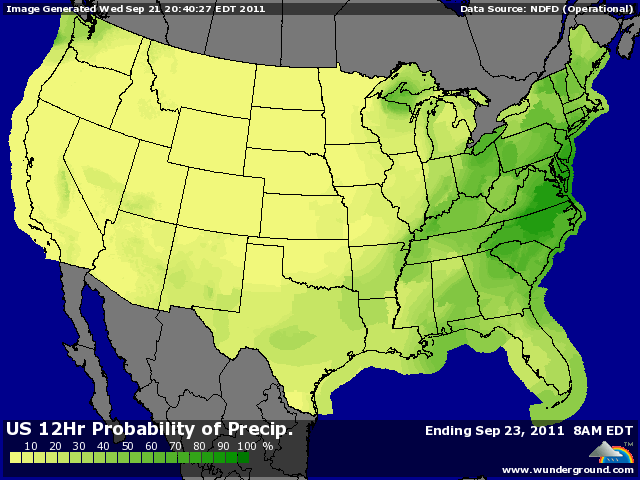 Image Generated Wed Sep 21 20:40:27 EDT 2011 Data Source: NDFD (Operational)
US 12Hr Probability of Precip.
Ending Sep 23, 2011 8AM EDT
10 20 30 40 50 60 70 80 90 100 %
TM
www.wunderground.com